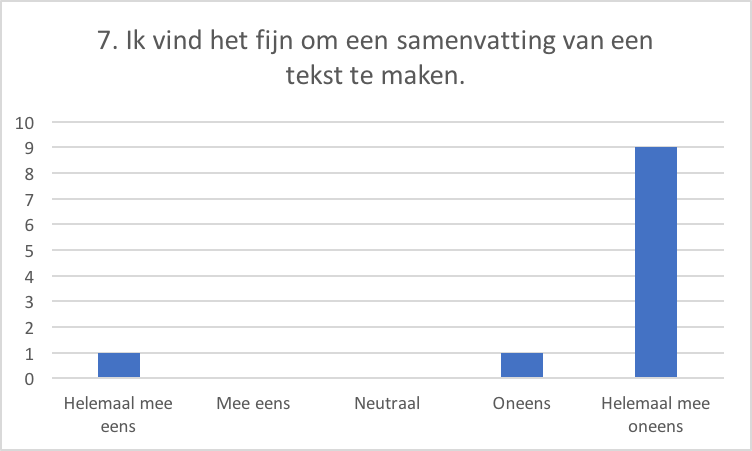 7. Ik vind het fijn om een samenvatting van een
tekst te maken.
10
9
8
7
6
5
4
3
2
1
0
Helemaal mee
eens
Mee eens
Neutraal
Oneens
Helemaal mee
oneens